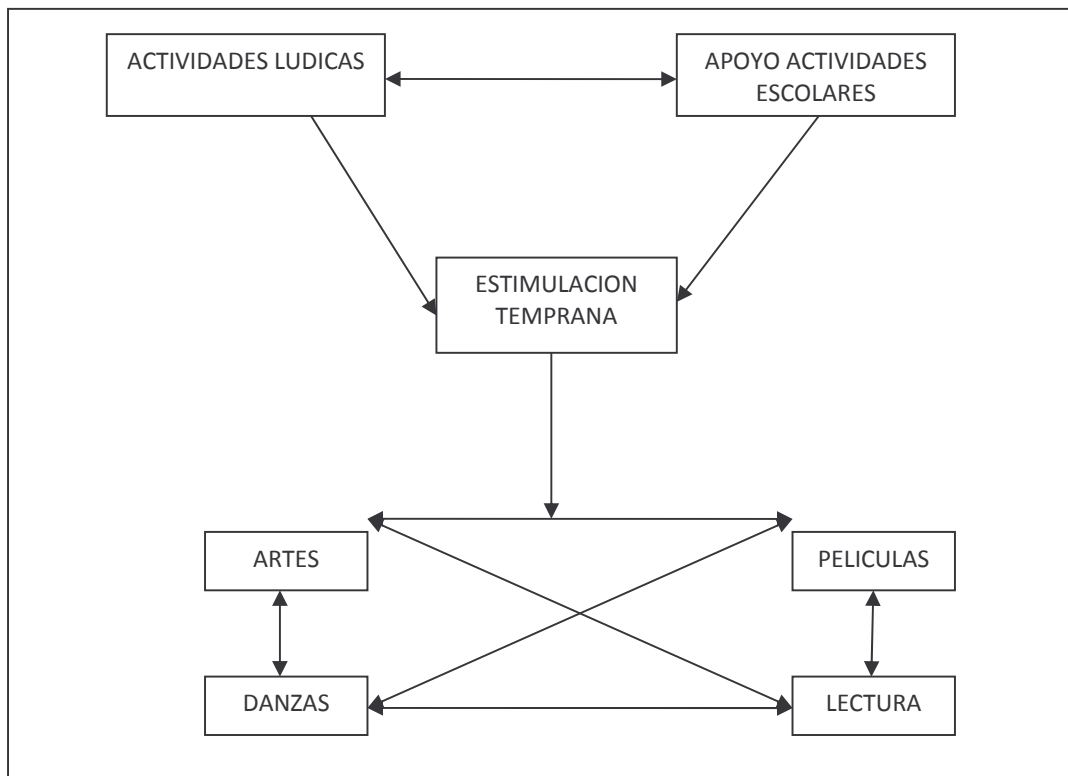 ACTIVIDADES LUDICAS
APOYO ACTIVIDADES
ESCOLARES
ESTIMULACION
TEMPRANA
ARTES
PELICULAS
DANZAS
LECTURA